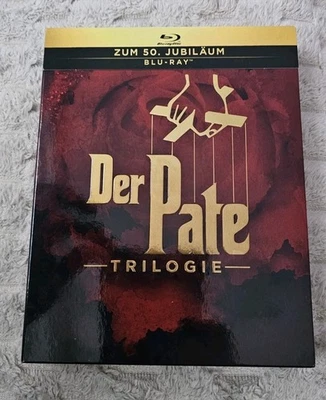 Blu-ray Disc
ZUM 50. JUBILÄUM
BLU-RAY™
Der Pate
TRILOGIE